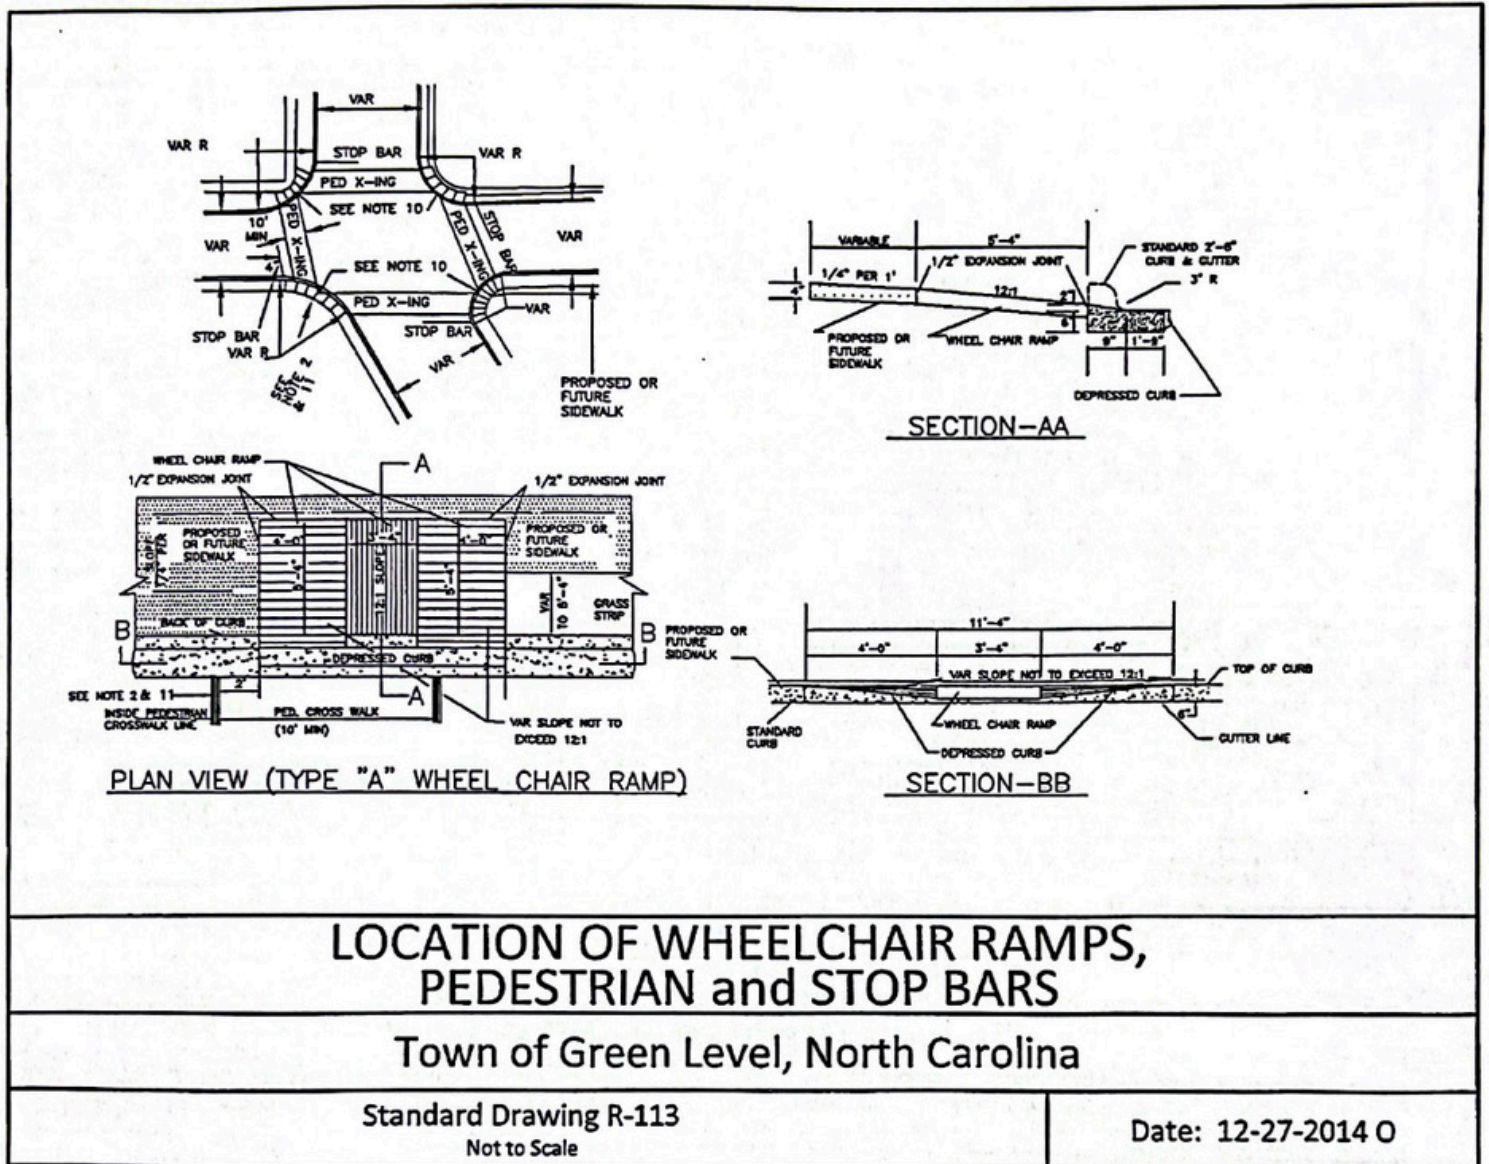 VAR
VAR R
STOP BAR
VAR R
PED X-ING
SEE NOTE 10
10'
MIN
PED X-ING
PED X-ING
STOP BAR
VAR
VAR
4'
SEE NOTE 10
PED X-ING
VAR
STOP BAR
STOP BAR
VAR R
VAR
SEE
NOTE 2
& 11
PROPOSED OR
FUTURE
SIDEWALK
VARIABLE
5'-4"
STANDARD 2'-6"
CURB & GUTTER
1/4" PER 1'
1/2" EXPANSION JOINT
3" R
4"
12:1
2"
6"
PROPOSED OR
FUTURE
SIDEWALK
WHEEL CHAIR RAMP
9"
1'-9"
DEPRESSED CURB
SECTION-AA
WHEEL CHAIR RAMP
A
1/2" EXPANSION JOINT
1/2" EXPANSION JOINT
PROPOSED
OR FUTURE
SIDEWALK
4'-0"
3'-4"
4'-0"
PROPOSED OR
FUTURE
SIDEWALK
SLOPE
1/4" PER
5'-4"
12:1 SLOPE
5'-4"
VAR
GRASS
STRIP
BACK OF CURB
B
B
DEPRESSED CURB
SEE NOTE 2 & 11
2'
A
INSIDE PEDESTRIAN
CROSSWALK LINE
PED. CROSS WALK
(10' MIN)
VAR SLOPE NOT TO
EXCEED 12:1
PLAN VIEW (TYPE "A" WHEEL CHAIR RAMP)
11'-4"
PROPOSED OR
FUTURE
SIDEWALK
4'-0"
3'-4"
4'-0"
VAR SLOPE NOT TO EXCEED 12:1
TOP OF CURB
STANDARD
CURB
WHEEL CHAIR RAMP
6"
GUTTER LINE
DEPRESSED CURB
SECTION-BB
LOCATION OF WHEELCHAIR RAMPS,
PEDESTRIAN and STOP BARS
Town of Green Level, North Carolina
Standard Drawing R-113
Not to Scale
Date: 12-27-2014 O